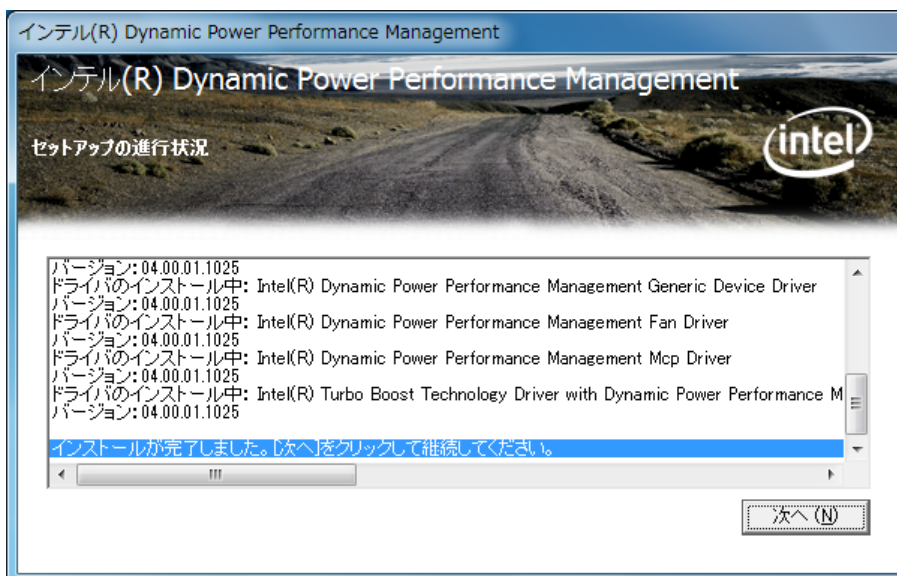 インテル(R) Dynamic Power Performance Management
インテル(R) Dynamic Power Performance Management
セットアップの進行状況
intel
バージョン: 04.00.01.1025
ドライバのインストール中: Intel(R) Dynamic Power Performance Management Generic Device Driver
バージョン: 04.00.01.1025
ドライバのインストール中: Intel(R) Dynamic Power Performance Management Fan Driver
バージョン: 04.00.01.1025
ドライバのインストール中: Intel(R) Dynamic Power Performance Management Mcp Driver
バージョン: 04.00.01.1025
ドライバのインストール中: Intel(R) Turbo Boost Technology Driver with Dynamic Power Performance M
バージョン: 04.00.01.1025
インストールが完了しました。[次へ]をクリックして継続してください。
次へ (N)